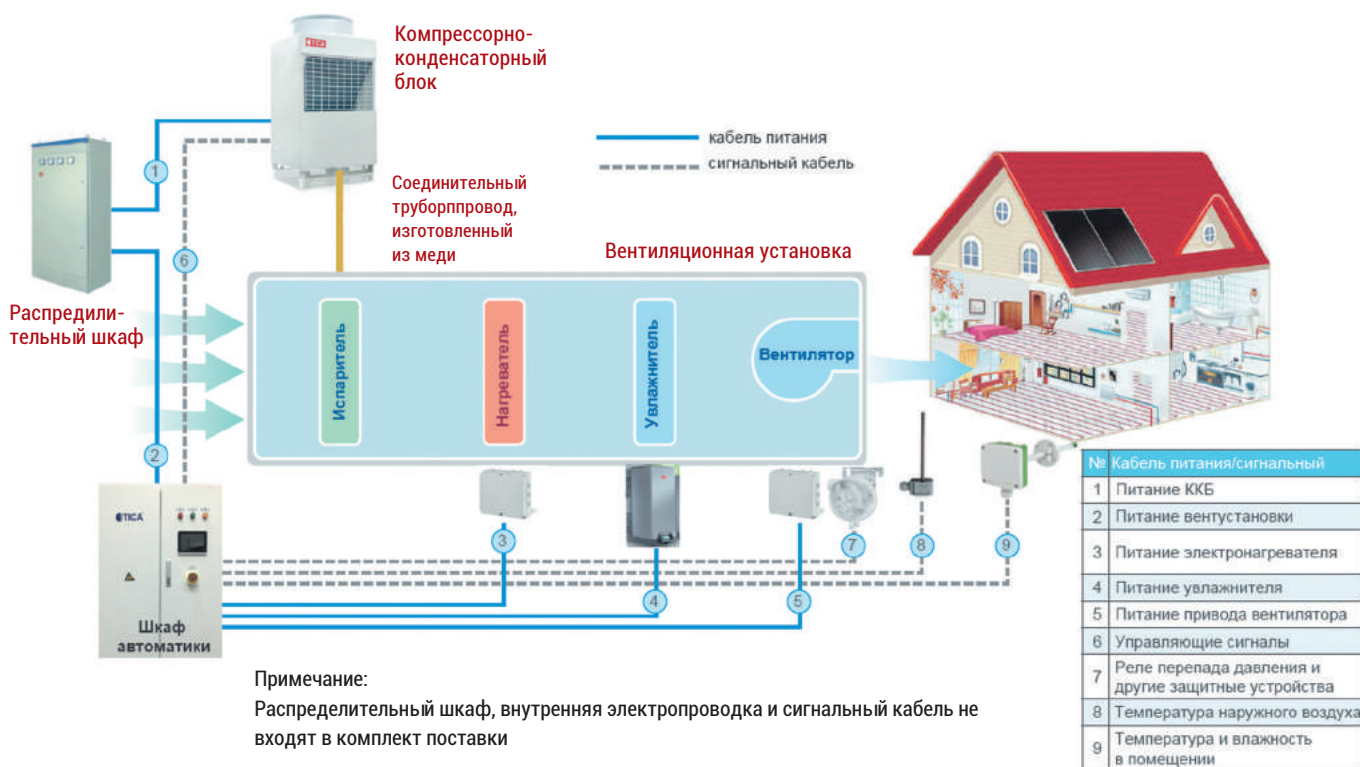 TICA
Компрессорно-
конденсаторный
блок
кабель питания
сигнальный кабель
1
Соединительный
труборппровод,
изготовленный
из меди
6
Вентиляционная установка
Распредили-
тельный шкаф
Испаритель
Нагреватель
Увлажнитель
Вентилятор
2
TICA
Шкаф
автоматики
3
4
5
7
8
9
№ Кабель питания/сигнальный
1 Питание ККБ
2 Питание вентустановки
3 Питание электронагревателя
4 Питание увлажнителя
5 Питание привода вентилятора
6 Управляющие сигналы
7 Реле перепада давления и
другие защитные устройства
8 Температура наружного воздуха
9 Температура и влажность
в помещении
Примечание:
Распределительный шкаф, внутренняя электропроводка и сигнальный кабель не
входят в комплект поставки